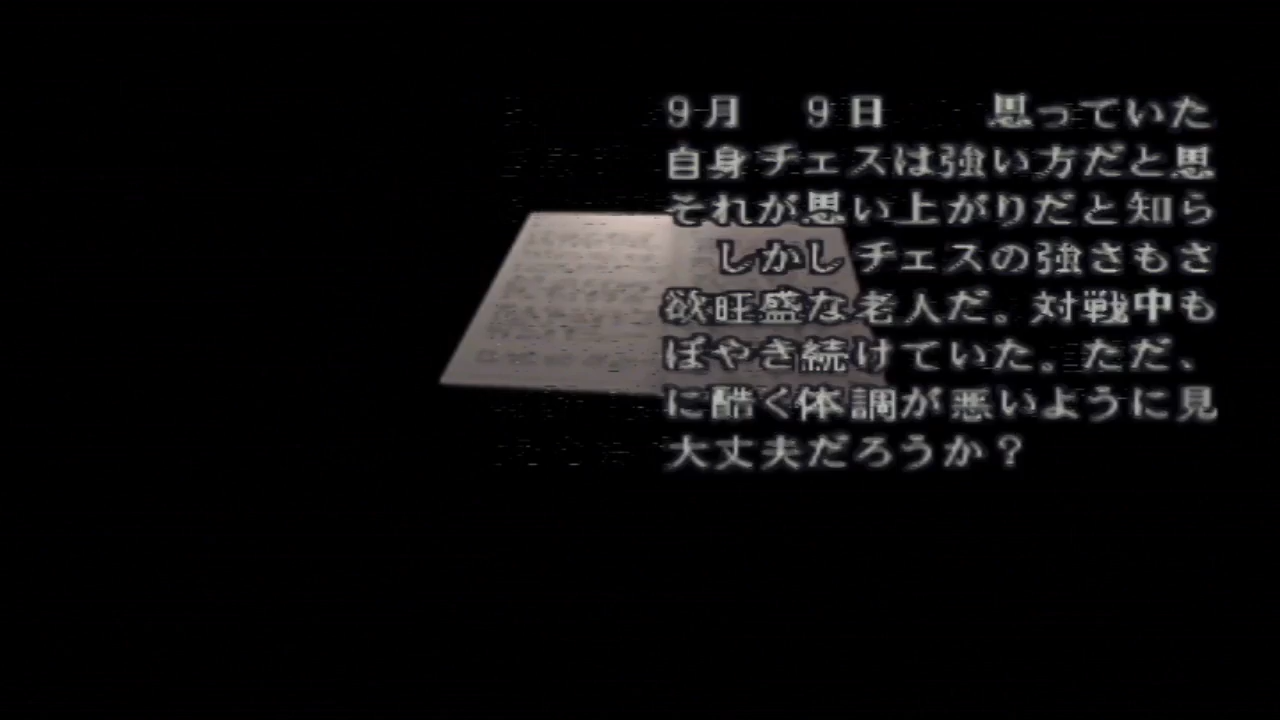 9月　9日　　思っていた
自身チェスは強い方だと思
それが思い上がりだと知ら
しかしチェスの強さもさ
欲旺盛な老人だ。対戦中も
ぼやき続けていた。ただ、
に酷く体調が悪いように見
大丈夫だろうか？